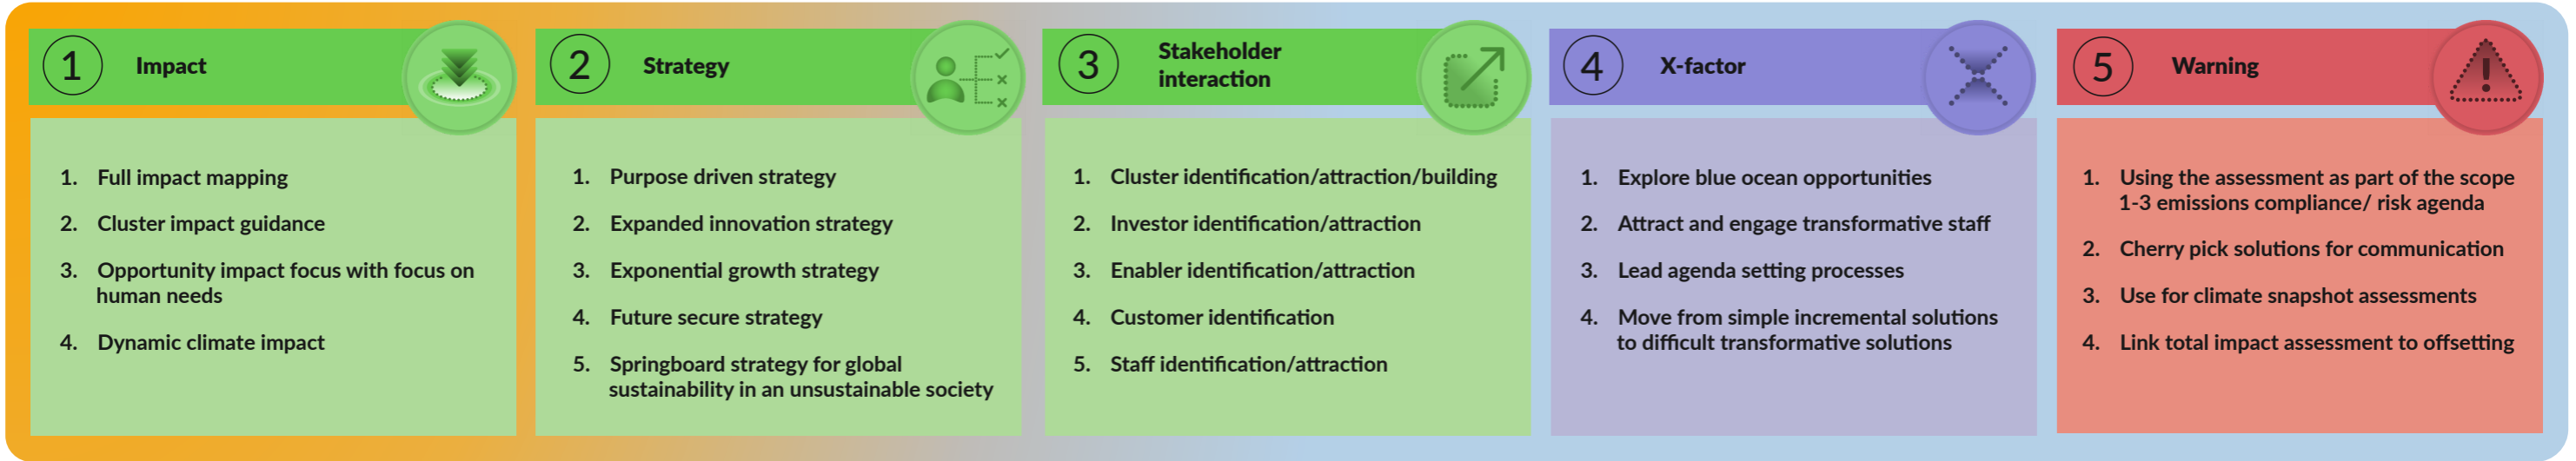 1 Impact
1. Full impact mapping
2. Cluster impact guidance
3. Opportunity impact focus with focus on
human needs
4. Dynamic climate impact
2 Strategy
1. Purpose driven strategy
2. Expanded innovation strategy
3. Exponential growth strategy
4. Future secure strategy
5. Springboard strategy for global
sustainability in an unsustainable society
3 Stakeholder
interaction
1. Cluster identification/attraction/building
2. Investor identification/attraction
3. Enabler identification/attraction
4. Customer identification
5. Staff identification/attraction
4 X-factor
1. Explore blue ocean opportunities
2. Attract and engage transformative staff
3. Lead agenda setting processes
4. Move from simple incremental solutions
to difficult transformative solutions
5 Warning
1. Using the assessment as part of the scope
1-3 emissions compliance/ risk agenda
2. Cherry pick solutions for communication
3. Use for climate snapshot assessments
4. Link total impact assessment to offsetting